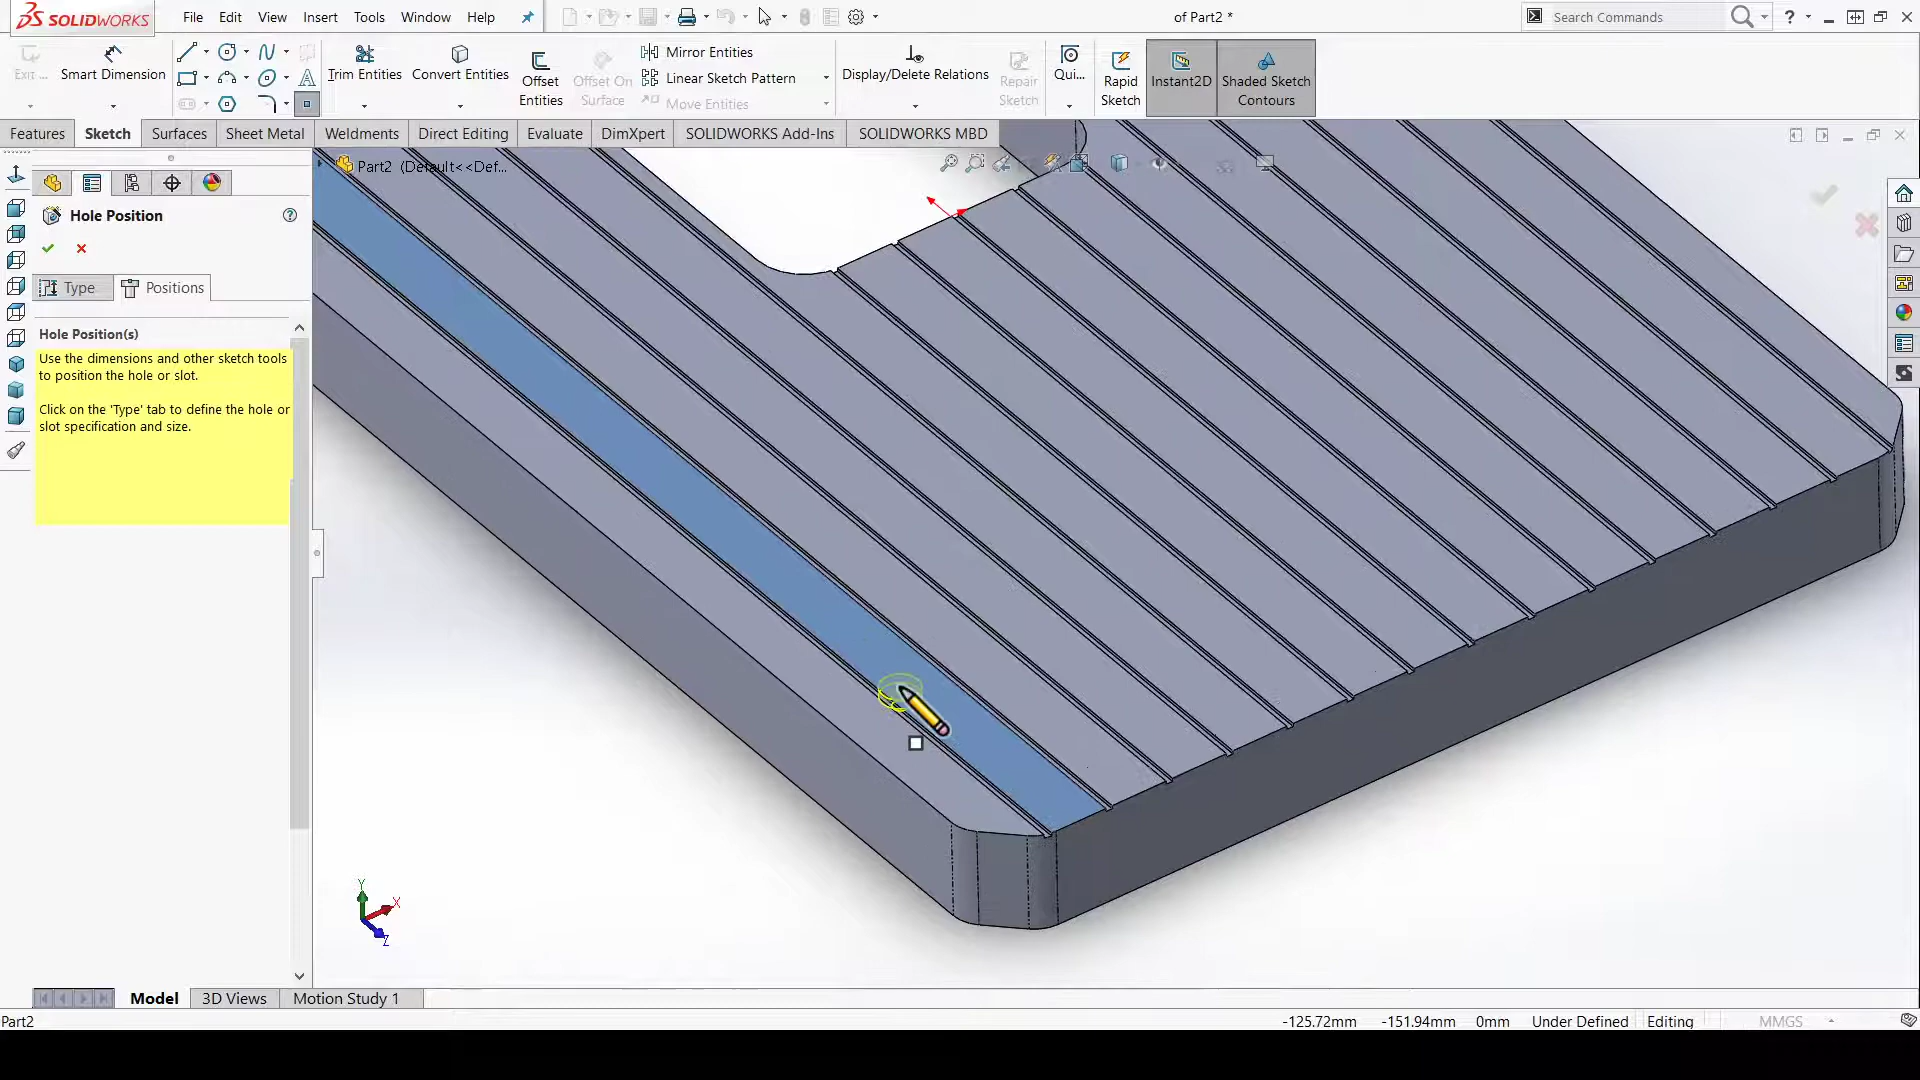 SOLIDWORKS
File Edit View Insert Tools Window Help
of Part2 *
Search Commands
Exit ...
Smart Dimension
Trim Entities
Convert Entities
Offset Entities
Offset On Surface
Mirror Entities
Linear Sketch Pattern
Move Entities
Display/Delete Relations
Repair Sketch
Qui...
Rapid Sketch
Instant2D
Shaded Sketch Contours
Features Sketch Surfaces Sheet Metal Weldments Direct Editing Evaluate DimXpert SOLIDWORKS Add-Ins SOLIDWORKS MBD
Part2 (Default<<Def...
Hole Position
Type Positions
Hole Position(s)
Use the dimensions and other sketch tools
to position the hole or slot.
Click on the 'Type' tab to define the hole or
slot specification and size.
Y
X
Z
Model 3D Views Motion Study 1
Part2
-125.72mm -151.94mm 0mm Under Defined Editing MMGS